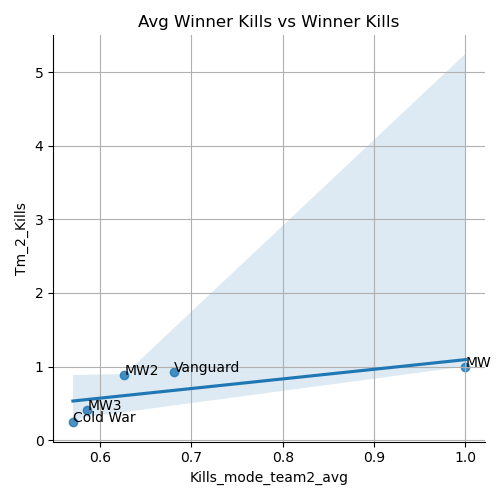 Avg Winner Kills vs Winner Kills
Tm_2_Kills
5
4
3
2
1
0
MW2
Vanguard
MW
MW3
Cold War
0.6
0.7
0.8
0.9
1.0
Kills_mode_team2_avg